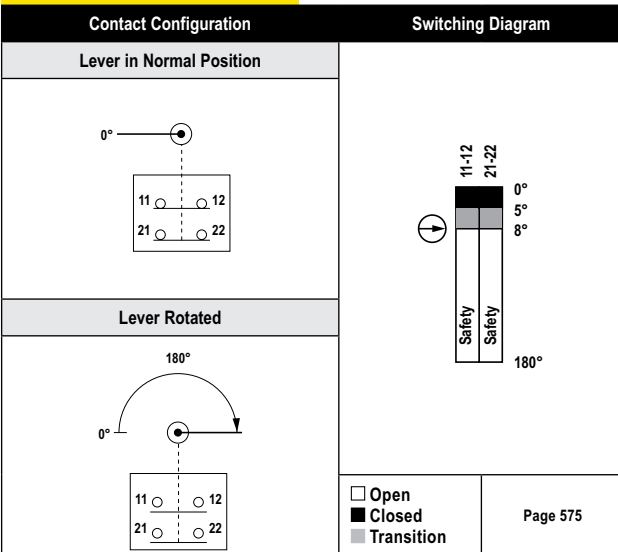 Contact Configuration
Switching Diagram
Lever in Normal Position
0°
11 12
21 22
Lever Rotated
180°
0°
11 12
21 22
11-12
21-22
0°
5°
8°
Safety
Safety
180°
Open
Closed
Transition
Page 575